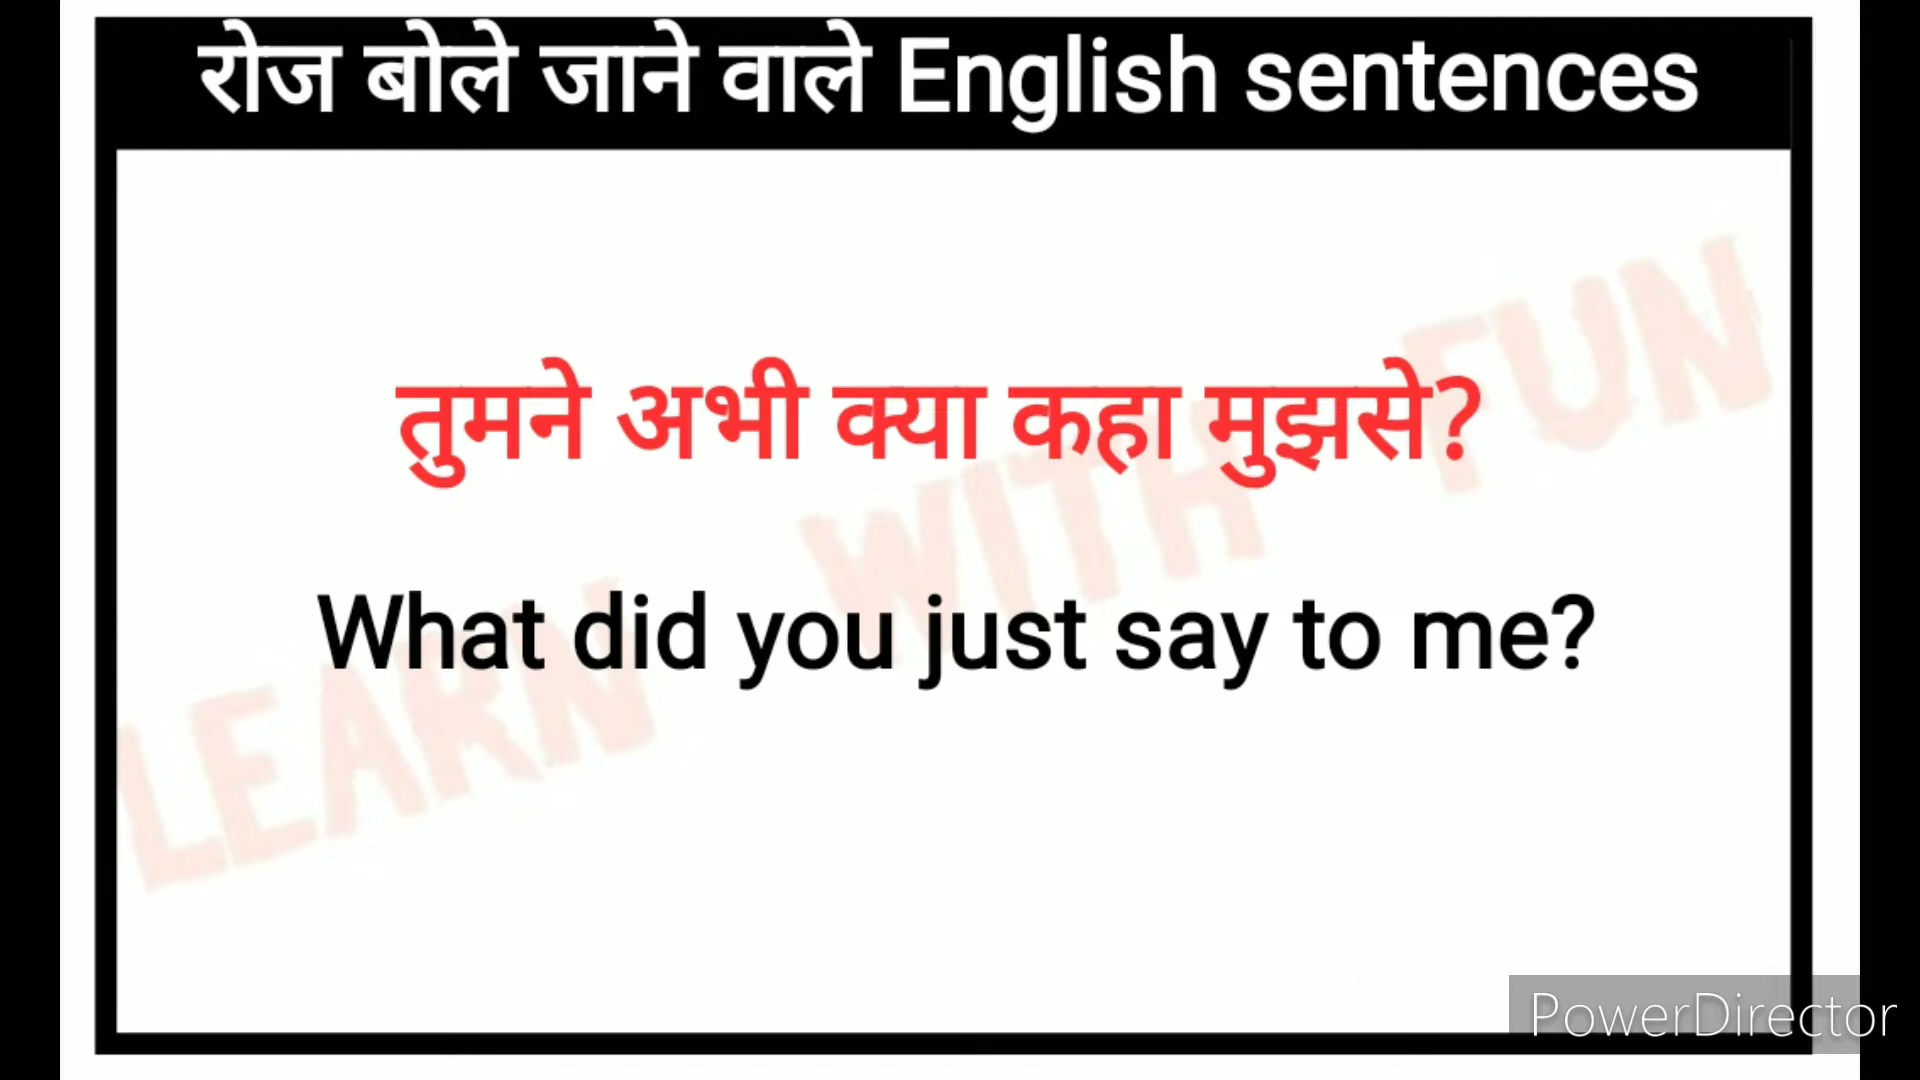 रोज बोले जाने वाले English sentences
तुमने अभी क्या कहा मुझसे?
What did you just say to me?
LEARN WITH FUN
PowerDirector